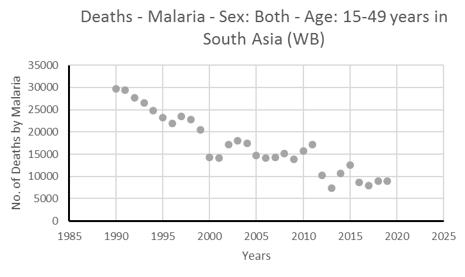 Deaths - Malaria - Sex: Both - Age: 15-49 years in
South Asia (WB)
No. of Deaths by Malaria
35000
30000
25000
20000
15000
10000
5000
0
1985 1990 1995 2000 2005 2010 2015 2020 2025
Years